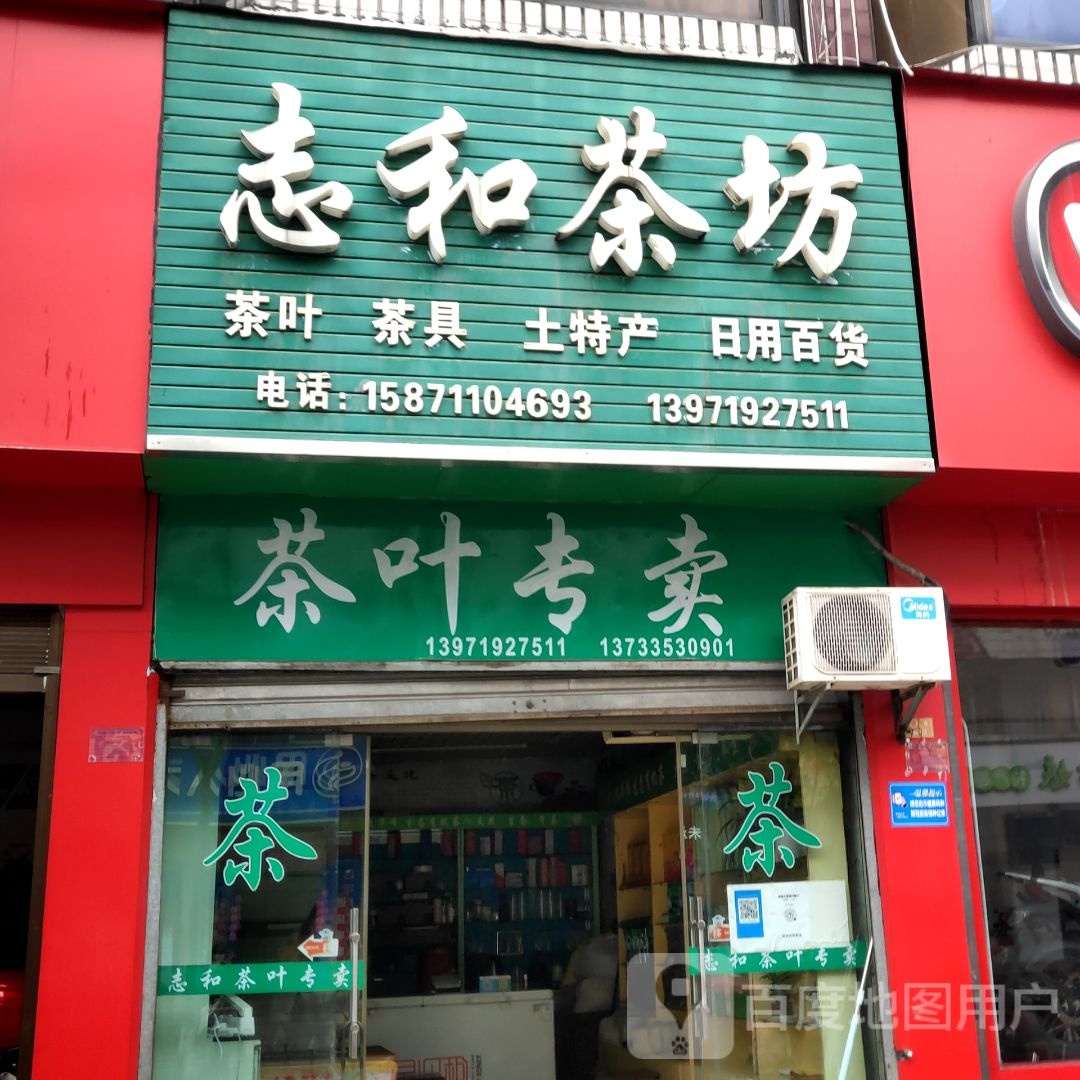 志和茶坊
茶叶 茶具 土特产 日用百货
电话: 15871104693 13971927511
茶叶专卖
13971927511 13733530901
Midea
美的
茶 茶
志和茶叶专卖 志和茶叶专卖
百度地图用户